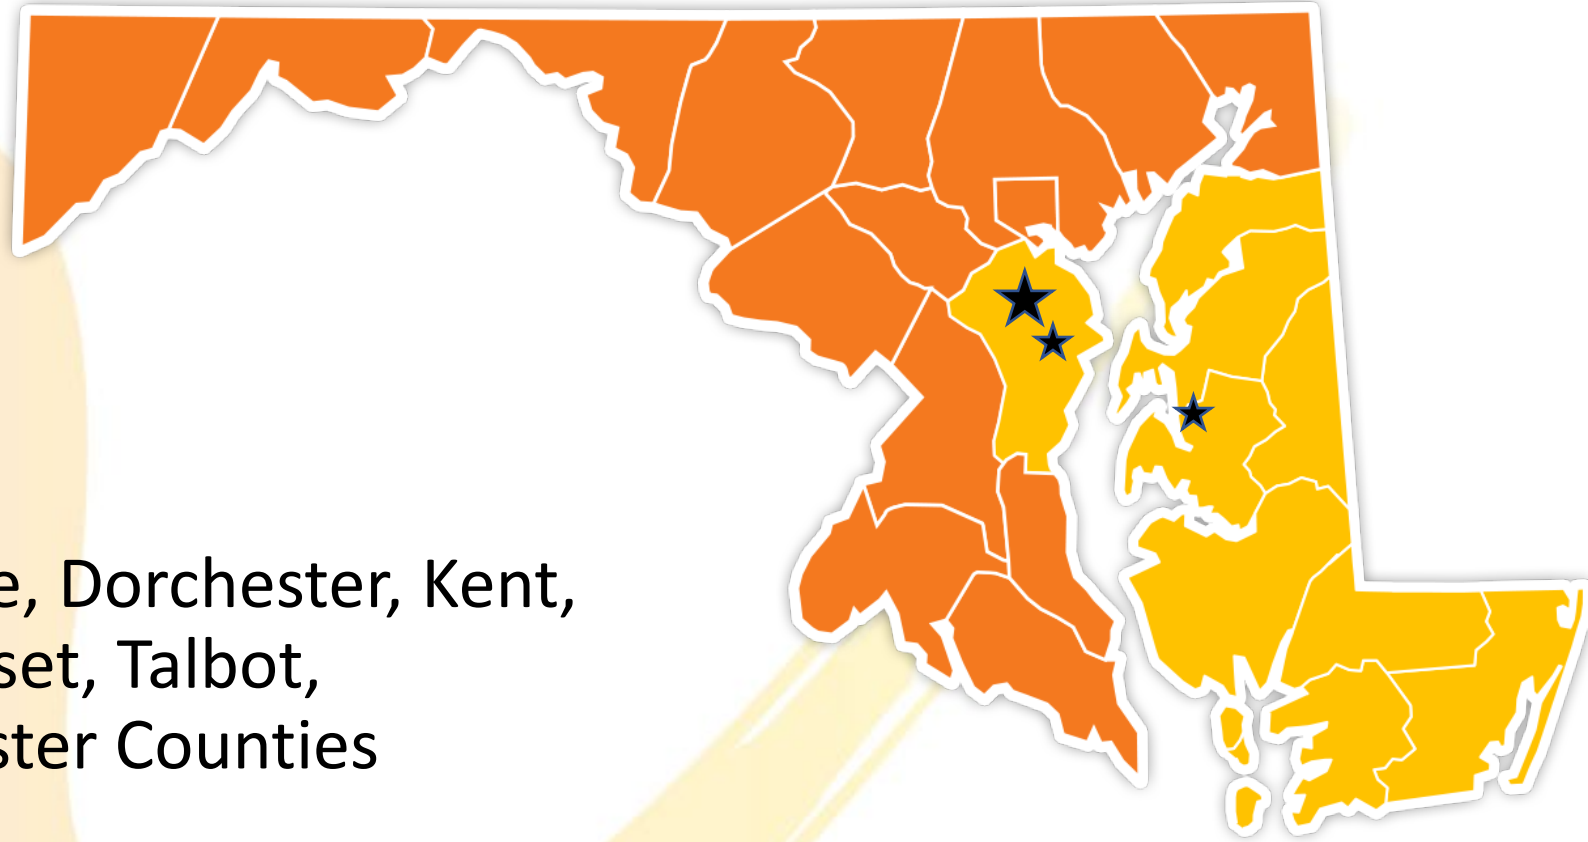 e, Dorchester, Kent,
set, Talbot,
ster Counties